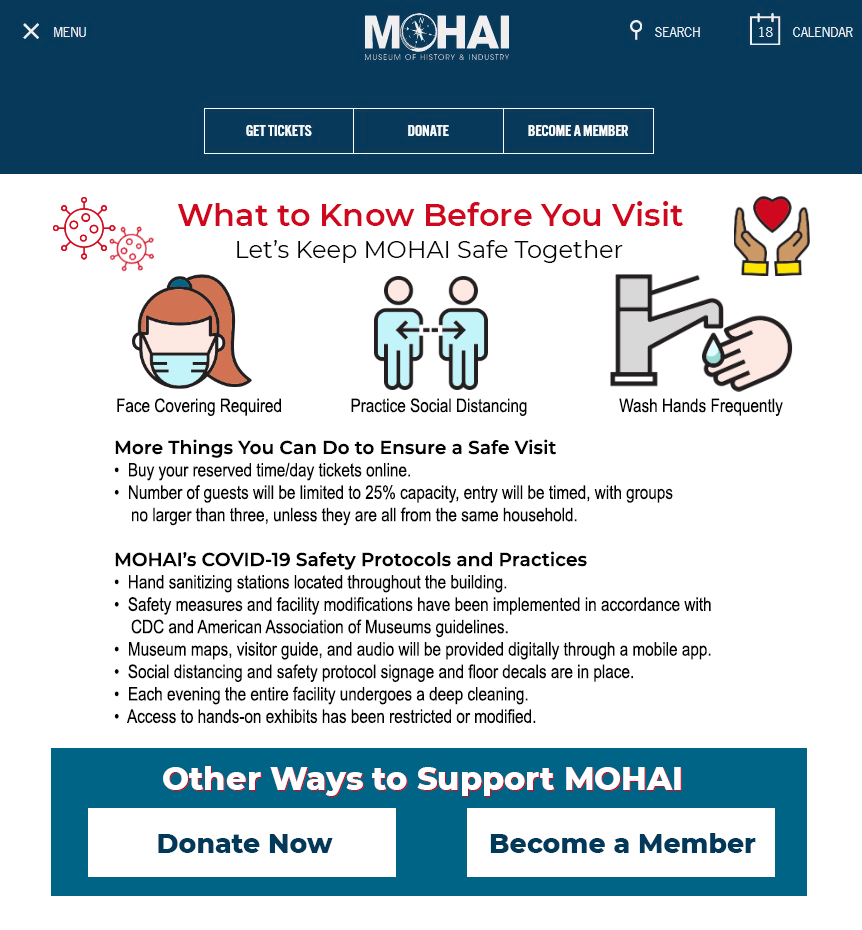 MENU
MOHAI
MUSEUM OF HISTORY & INDUSTRY
SEARCH
18
CALENDAR
GET TICKETS
DONATE
BECOME A MEMBER
What to Know Before You Visit
Let's Keep MOHAI Safe Together
Face Covering Required
Practice Social Distancing
Wash Hands Frequently
More Things You Can Do to Ensure a Safe Visit
• Buy your reserved time/day tickets online.
• Number of guests will be limited to 25% capacity, entry will be timed, with groups
no larger than three, unless they are all from the same household.
MOHAI's COVID-19 Safety Protocols and Practices
• Hand sanitizing stations located throughout the building.
• Safety measures and facility modifications have been implemented in accordance with
CDC and American Association of Museums guidelines.
• Museum maps, visitor guide, and audio will be provided digitally through a mobile app.
• Social distancing and safety protocol signage and floor decals are in place.
• Each evening the entire facility undergoes a deep cleaning.
• Access to hands-on exhibits has been restricted or modified.
Other Ways to Support MOHAI
Donate Now
Become a Member